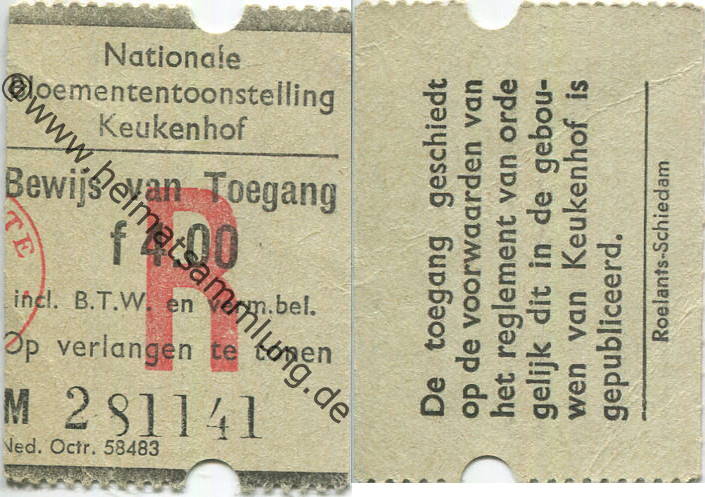 Nationale
Bloemententoonstelling
Keukenhof
Bewijs van Toegang
f 4.00
R
incl. B.T.W. en verm.bel.
Op verlangen te tonen
M 281141
Ned. Octr. 58483
©www.heimatsammlung.de
De toegang geschiedt
op de voorwaarden van
het reglement van orde
gelijk dit in de gebou-
wen van Keukenhof is
gepubliceerd.
Roelants-Schiedam